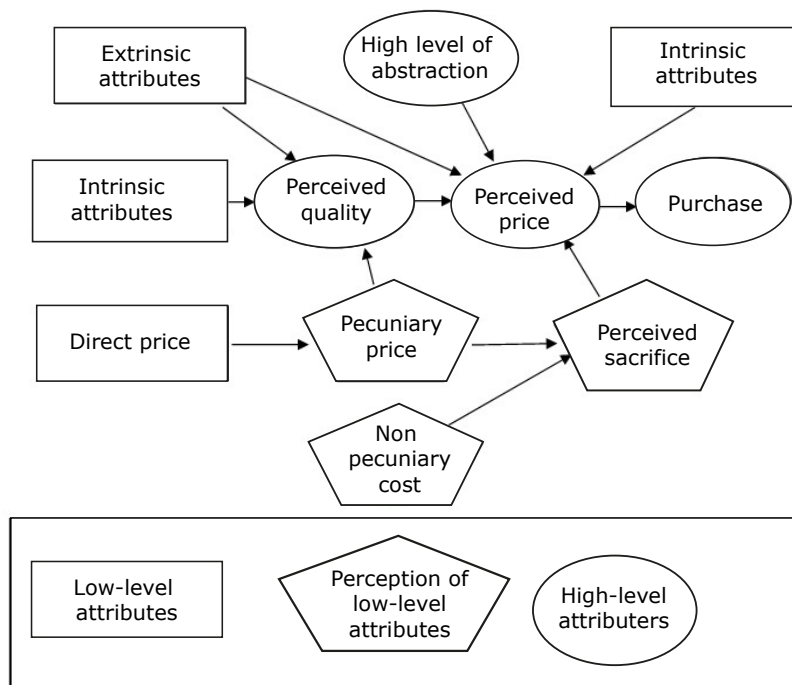 Extrinsic
attributes
High level of
abstraction
Intrinsic
attributes
Intrinsic
attributes
Perceived
quality
Perceived
price
Purchase
Direct price
Pecuniary
price
Perceived
sacrifice
Non
pecuniary
cost
Low-level
attributes
Perception of
low-level
attributes
High-level
attributers